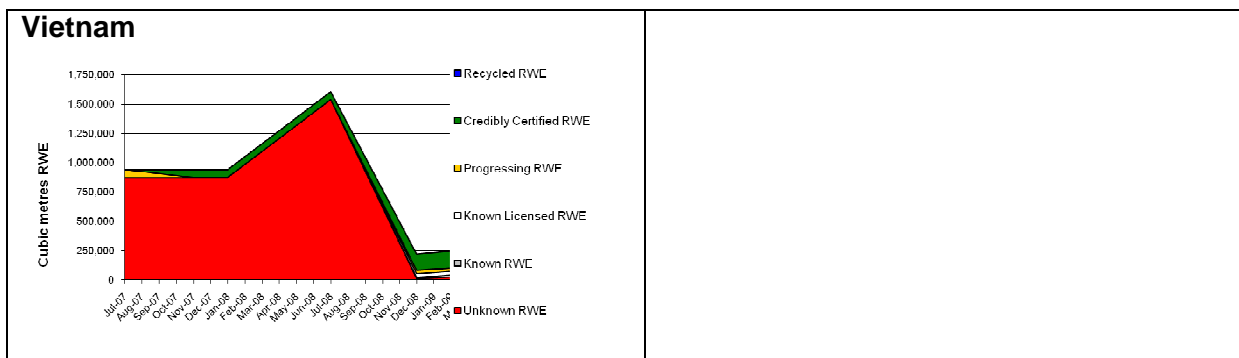 Vietnam
1,750,000
1,500,000
1,250,000
1,000,000
750,000
500,000
250,000
0
Cubic metres RWE
Jul-07
Aug-07
Sep-07
Oct-07
Nov-07
Dec-07
Jan-08
Feb-08
Mar-08
Apr-08
May-08
Jun-08
Jul-08
Aug-08
Sep-08
Oct-08
Nov-08
Dec-08
Jan-09
Recycled RWE
Credibly Certified RWE
Progressing RWE
Known Licensed RWE
Known RWE
Unknown RWE